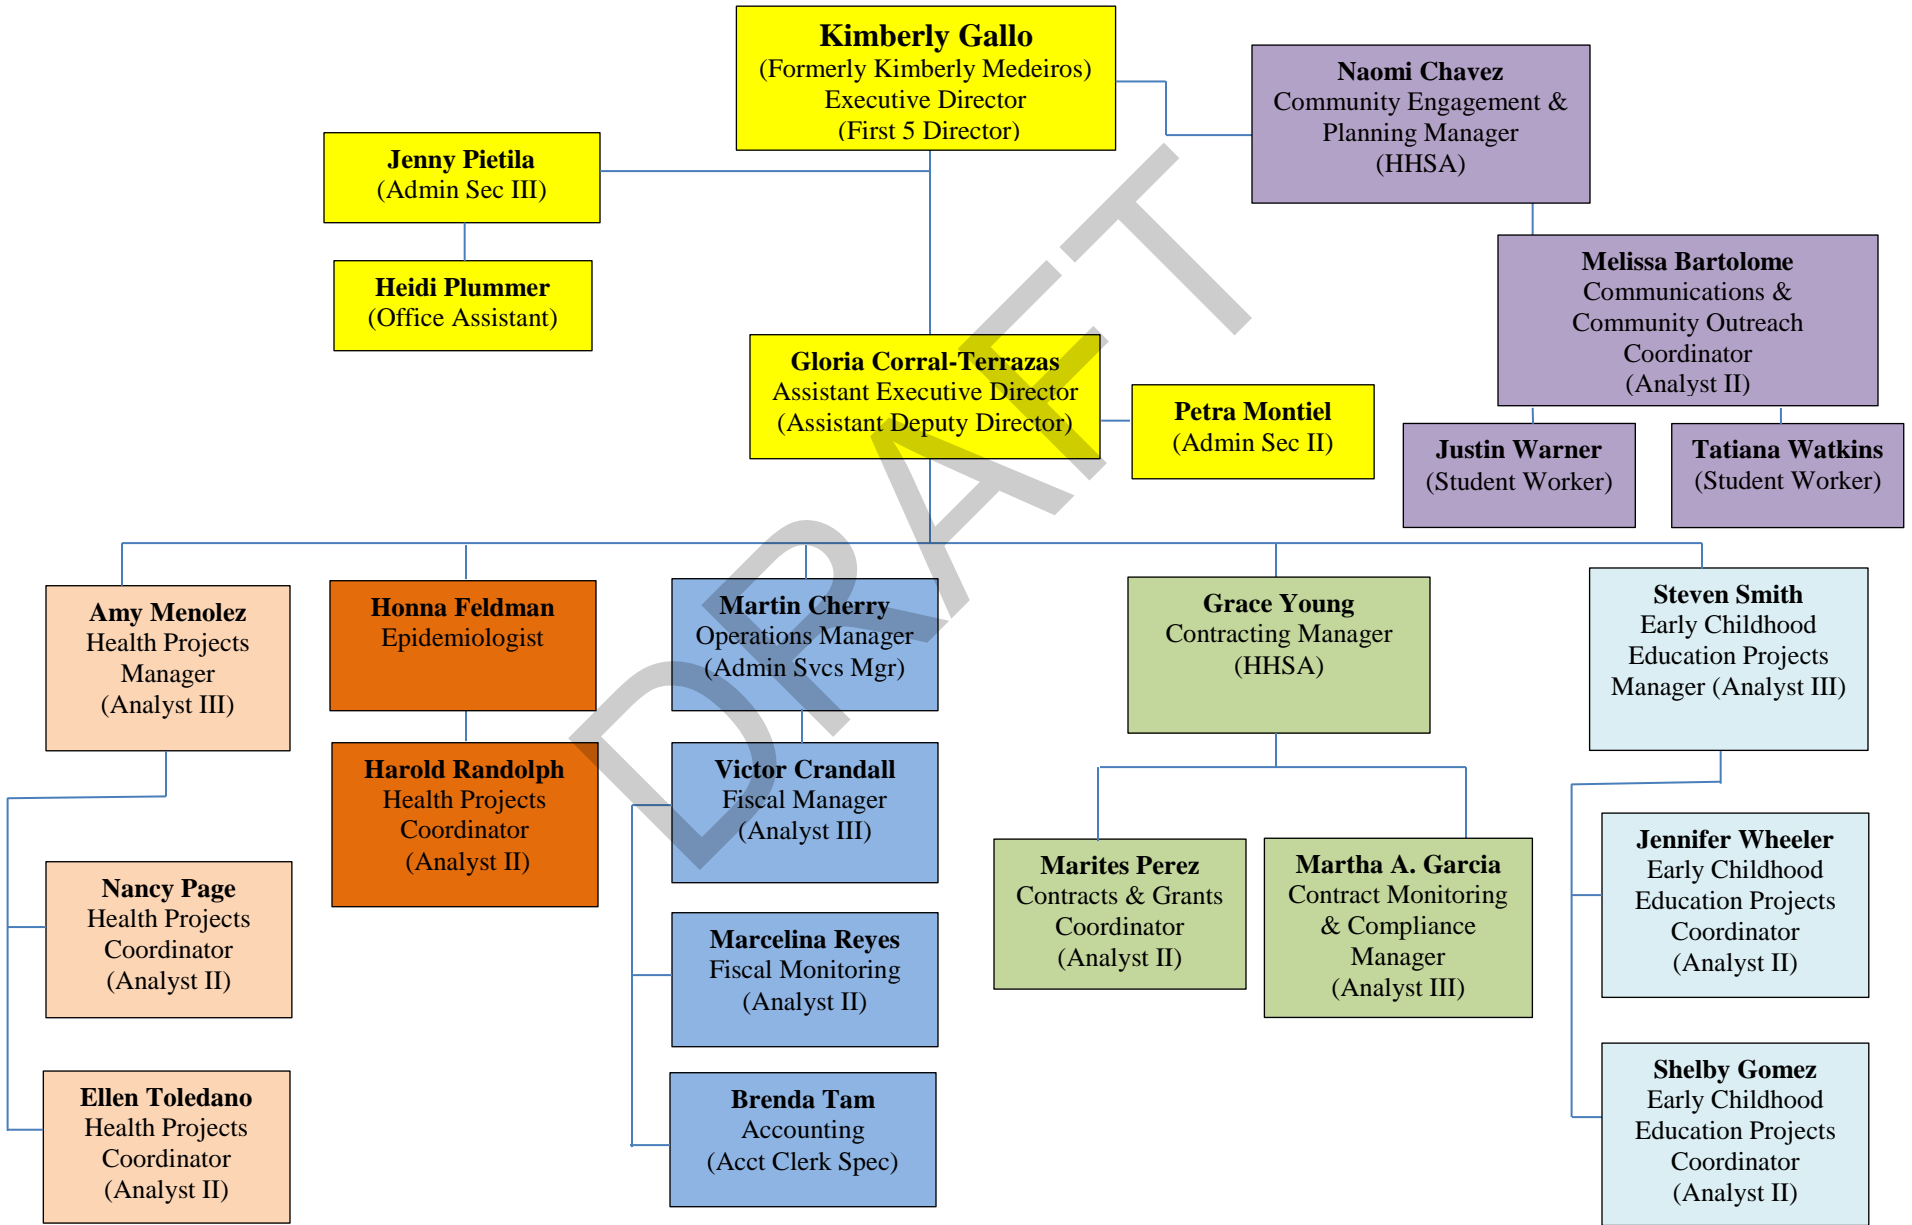 Kimberly Gallo
(Formerly Kimberly Medeiros)
Executive Director
(First 5 Director)
Naomi Chavez
Community Engagement &
Planning Manager
(HHSA)
Jenny Pietila
(Admin Sec III)
Heidi Plummer
(Office Assistant)
Melissa Bartolome
Communications &
Community Outreach
Coordinator
(Analyst II)
Gloria Corral-Terrazas
Assistant Executive Director
(Assistant Deputy Director)
Petra Montiel
(Admin Sec II)
Justin Warner
(Student Worker)
Tatiana Watkins
(Student Worker)
DRAFT
Amy Menolez
Health Projects
Manager
(Analyst III)
Honna Feldman
Epidemiologist
Martin Cherry
Operations Manager
(Admin Svcs Mgr)
Grace Young
Contracting Manager
(HHSA)
Steven Smith
Early Childhood
Education Projects
Manager (Analyst III)
Harold Randolph
Health Projects
Coordinator
(Analyst II)
Victor Crandall
Fiscal Manager
(Analyst III)
Marites Perez
Contracts & Grants
Coordinator
(Analyst II)
Martha A. Garcia
Contract Monitoring
& Compliance
Manager
(Analyst III)
Jennifer Wheeler
Early Childhood
Education Projects
Coordinator
(Analyst II)
Nancy Page
Health Projects
Coordinator
(Analyst II)
Marcelina Reyes
Fiscal Monitoring
(Analyst II)
Ellen Toledano
Health Projects
Coordinator
(Analyst II)
Brenda Tam
Accounting
(Acct Clerk Spec)
Shelby Gomez
Early Childhood
Education Projects
Coordinator
(Analyst II)